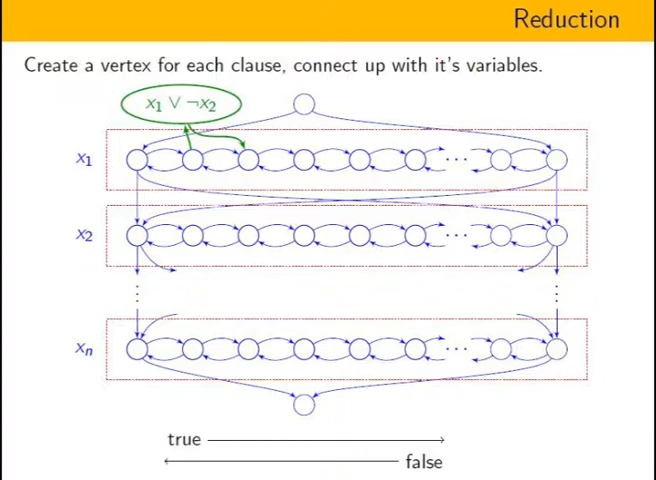 Reduction
Create a vertex for each clause, connect up with it's variables.
x₁ ∨ ¬x₂
x₁
...
x₂
...
⋮ ⋮
xₙ
...
true
false